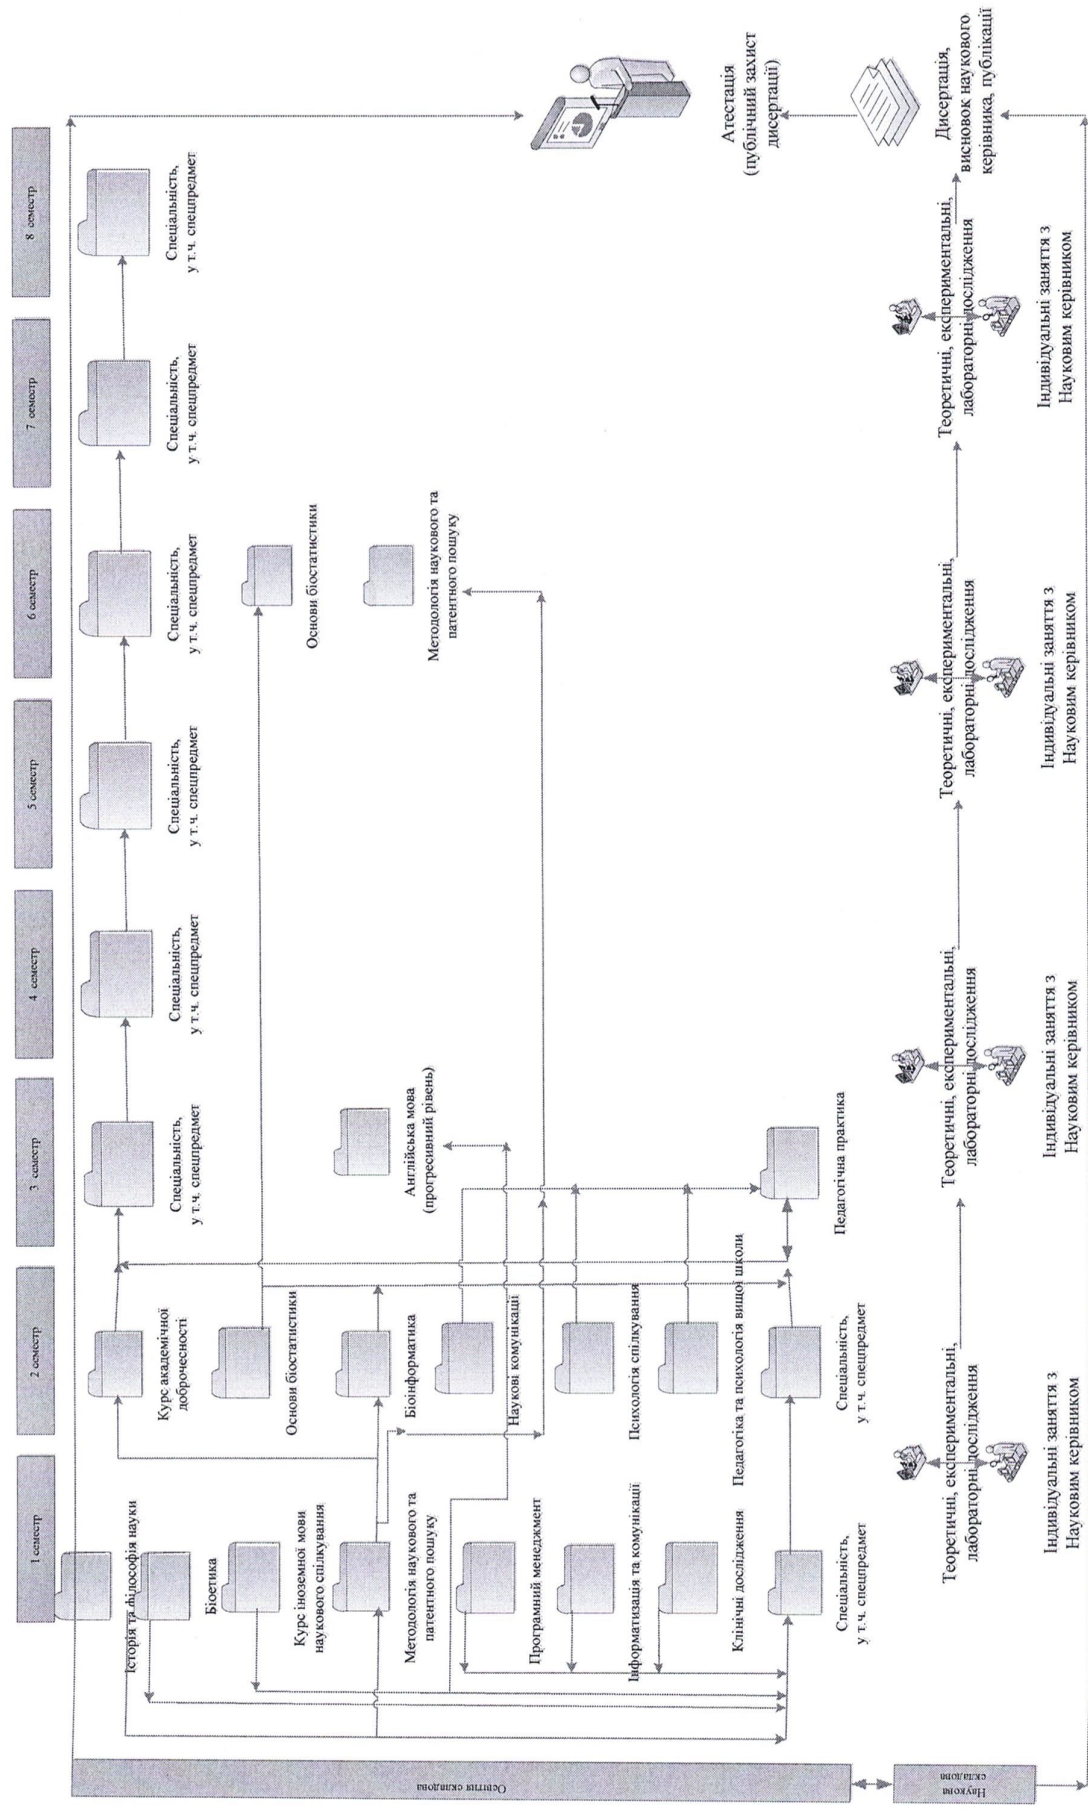 1 семестр
2 семестр
3 семестр
4 семестр
5 семестр
6 семестр
7 семестр
8 семестр
Освітня складова
Історія та філософія науки
Біоетика
Курс іноземної мови
наукового спілкування
Методологія наукового та
патентного пошуку
Програмний менеджмент
Інформатизація та комунікації
Клінічні дослідження
Спеціальність,
у т.ч. спецпредмет
Курс академічної
доброчесності
Основи біостатистики
Біоінформатика
Наукові комунікації
Психологія спілкування
Педагогіка та психологія вищої школи
Спеціальність,
у т.ч. спецпредмет
Спеціальність,
у т.ч. спецпредмет
Англійська мова
(прогресивний рівень)
Педагогічна практика
Спеціальність,
у т.ч. спецпредмет
Спеціальність,
у т.ч. спецпредмет
Спеціальність,
у т.ч. спецпредмет
Основи біостатистики
Методологія наукового та
патентного пошуку
Спеціальність,
у т.ч. спецпредмет
Спеціальність,
у т.ч. спецпредмет
Атестація
(публічний захист
дисертації)
Наукова
складова
Теоретичні, експериментальні,
лабораторні дослідження
Індивідуальні заняття з
Науковим керівником
Теоретичні, експериментальні,
лабораторні дослідження
Індивідуальні заняття з
Науковим керівником
Теоретичні, експериментальні,
лабораторні дослідження
Індивідуальні заняття з
Науковим керівником
Теоретичні, експериментальні,
лабораторні дослідження
Індивідуальні заняття з
Науковим керівником
Дисертація,
висновок наукового
керівника, публікації